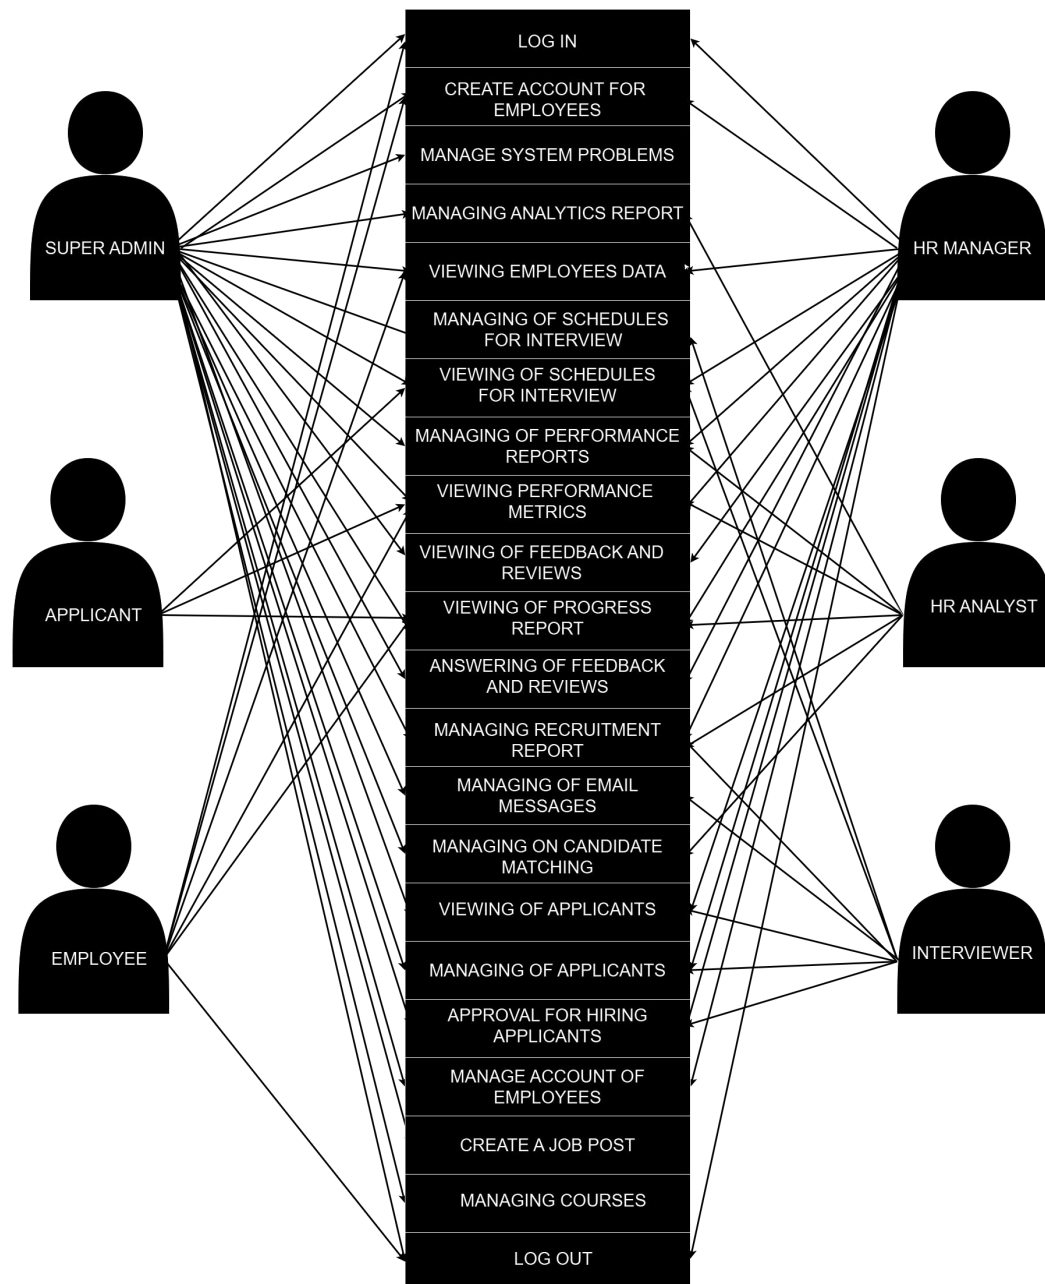 LOG IN
CREATE ACCOUNT FOR
EMPLOYEES
MANAGE SYSTEM PROBLEMS
MANAGING ANALYTICS REPORT
VIEWING EMPLOYEES DATA
MANAGING OF SCHEDULES
FOR INTERVIEW
VIEWING OF SCHEDULES
FOR INTERVIEW
MANAGING OF PERFORMANCE
REPORTS
VIEWING PERFORMANCE
METRICS
VIEWING OF FEEDBACK AND
REVIEWS
VIEWING OF PROGRESS
REPORT
ANSWERING OF FEEDBACK
AND REVIEWS
MANAGING RECRUITMENT
REPORT
MANAGING OF EMAIL
MESSAGES
MANAGING ON CANDIDATE
MATCHING
VIEWING OF APPLICANTS
MANAGING OF APPLICANTS
APPROVAL FOR HIRING
APPLICANTS
MANAGE ACCOUNT OF
EMPLOYEES
CREATE A JOB POST
MANAGING COURSES
LOG OUT
SUPER ADMIN
APPLICANT
EMPLOYEE
HR MANAGER
HR ANALYST
INTERVIEWER